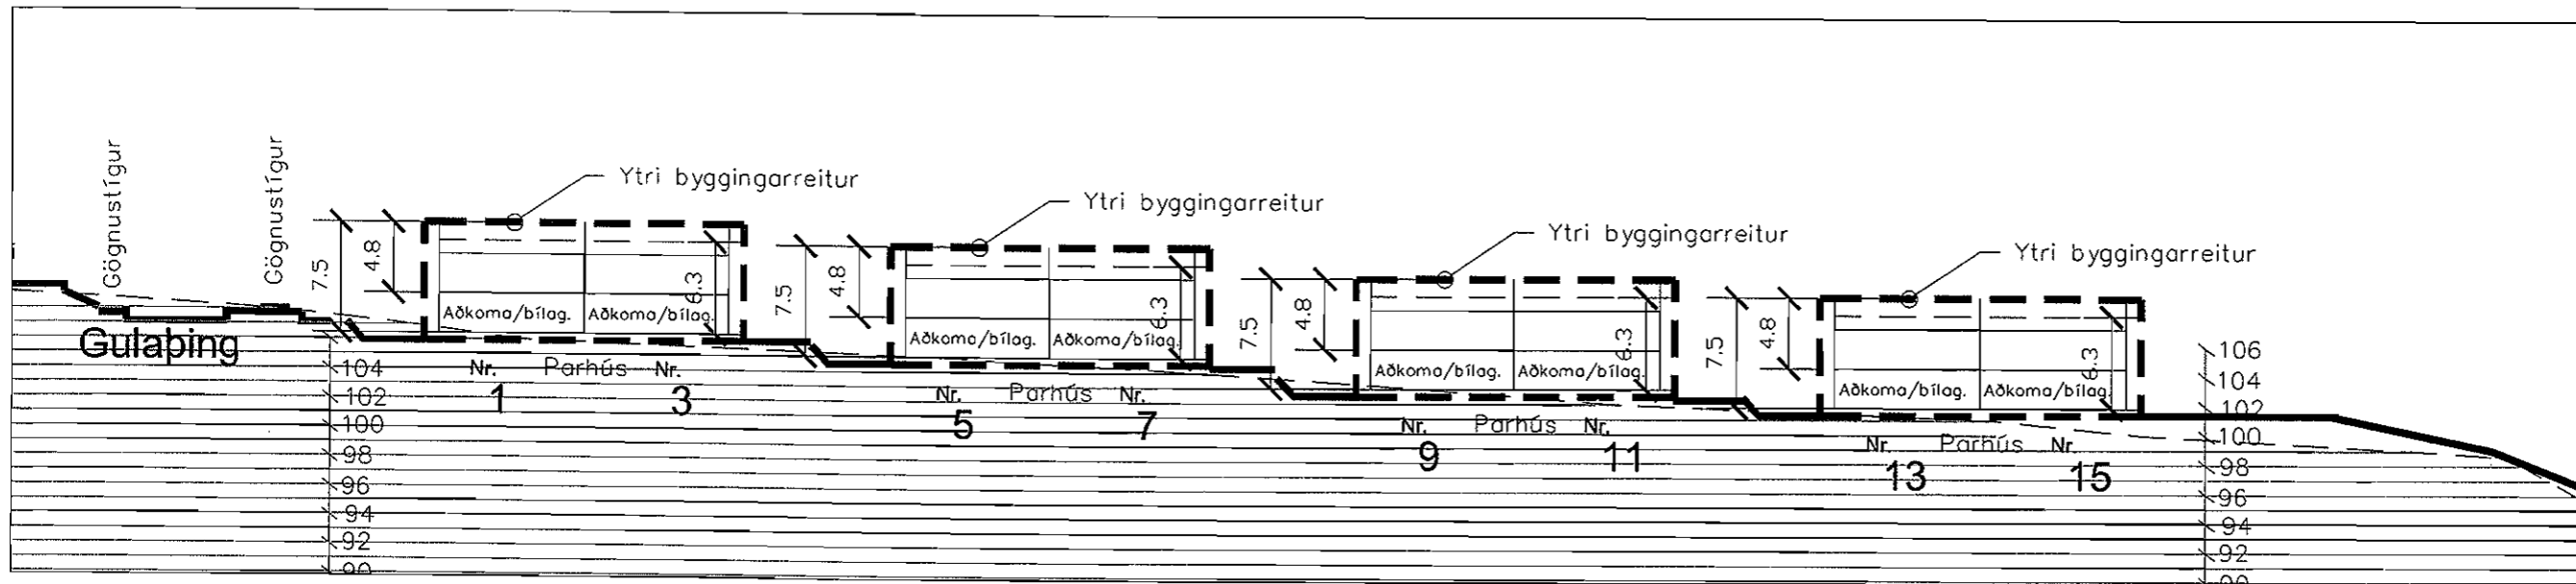 Gögnustígur
Gögnustígur
Gulaþing
Ytri byggingarreitur
7.5
4.8
6.3
Aðkoma/bílag.
Aðkoma/bílag.
Nr. Parhús Nr.
1 3
Ytri byggingarreitur
7.5
4.8
6.3
Aðkoma/bílag.
Aðkoma/bílag.
Nr. Parhús Nr.
5 7
Ytri byggingarreitur
7.5
4.8
6.3
Aðkoma/bílag.
Aðkoma/bílag.
Nr. Parhús Nr.
9 11
Ytri byggingarreitur
7.5
4.8
6.3
Aðkoma/bílag.
Aðkoma/bílag.
Nr. Parhús Nr.
13 15
104
102
100
98
96
94
92
90
106
104
102
100
98
96
94
92
90